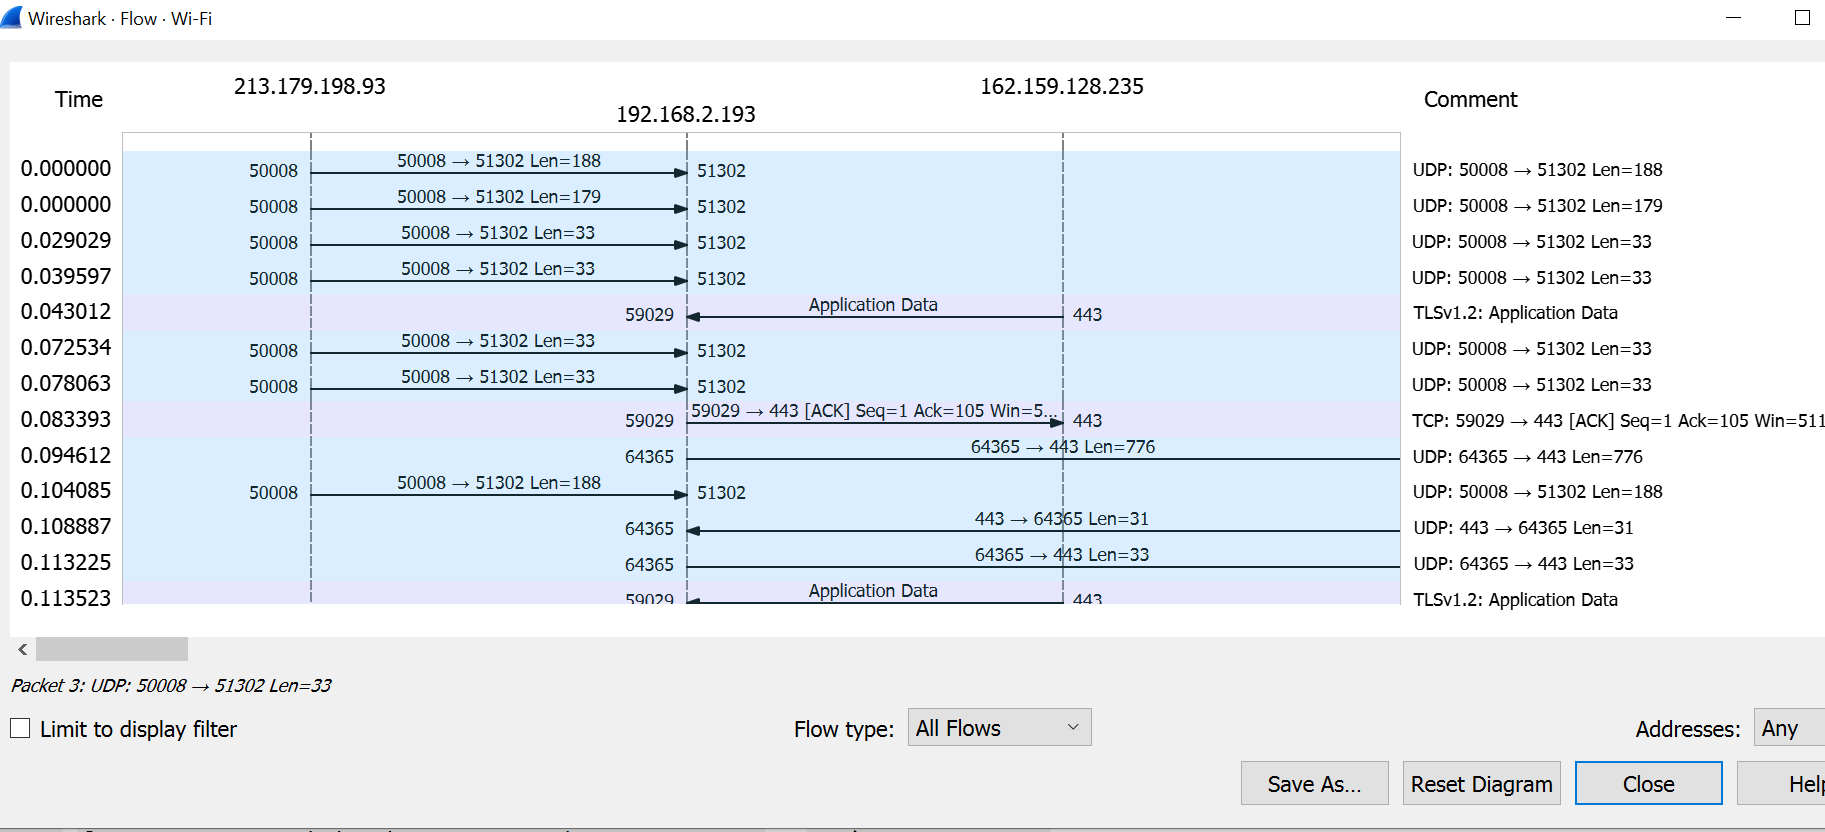 Wireshark · Flow · Wi-Fi
213.179.198.93 162.159.128.235
Time Comment
192.168.2.193
0.000000 50008 50008 → 51302 Len=188 51302 UDP: 50008 → 51302 Len=188
0.000000 50008 50008 → 51302 Len=179 51302 UDP: 50008 → 51302 Len=179
0.029029 50008 50008 → 51302 Len=33 51302 UDP: 50008 → 51302 Len=33
0.039597 50008 50008 → 51302 Len=33 51302 UDP: 50008 → 51302 Len=33
0.043012 59029 Application Data 443 TLSv1.2: Application Data
0.072534 50008 50008 → 51302 Len=33 51302 UDP: 50008 → 51302 Len=33
0.078063 50008 50008 → 51302 Len=33 51302 UDP: 50008 → 51302 Len=33
0.083393 59029 59029 → 443 [ACK] Seq=1 Ack=105 Win=5... 443 TCP: 59029 → 443 [ACK] Seq=1 Ack=105 Win=511
0.094612 64365 64365 → 443 Len=776 UDP: 64365 → 443 Len=776
0.104085 50008 50008 → 51302 Len=188 51302 UDP: 50008 → 51302 Len=188
0.108887 64365 443 → 64365 Len=31 UDP: 443 → 64365 Len=31
0.113225 64365 64365 → 443 Len=33 UDP: 64365 → 443 Len=33
0.113523 59029 Application Data 443 TLSv1.2: Application Data
Packet 3: UDP: 50008 → 51302 Len=33
Limit to display filter Flow type: All Flows Addresses: Any
Save As... Reset Diagram Close Help